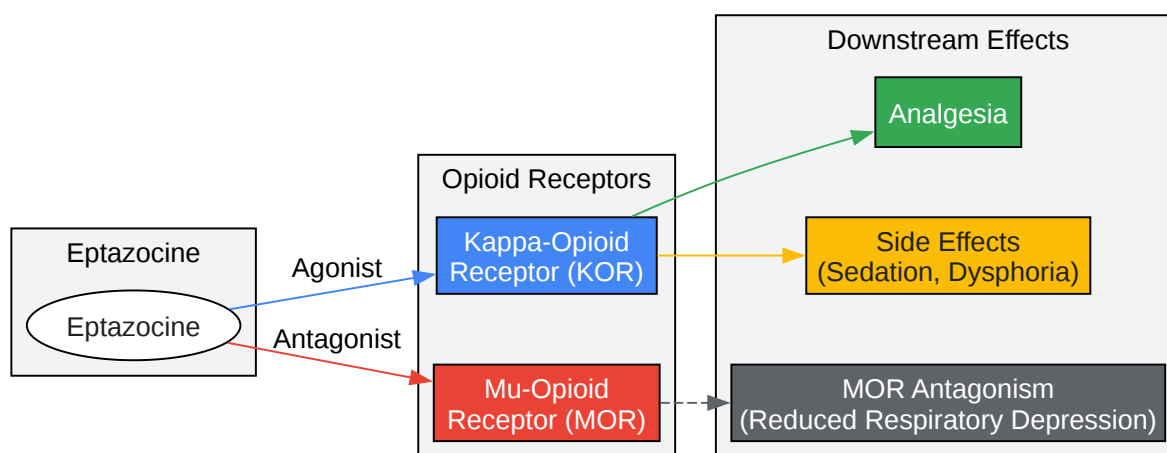 Downstream Effects
Analgesia
Opioid Receptors
Kappa-Opioid
Receptor (KOR)
Side Effects
(Sedation, Dysphoria)
Eptazocine
Agonist
Eptazocine
Antagonist
Mu-Opioid
Receptor (MOR)
MOR Antagonism
(Reduced Respiratory Depression)